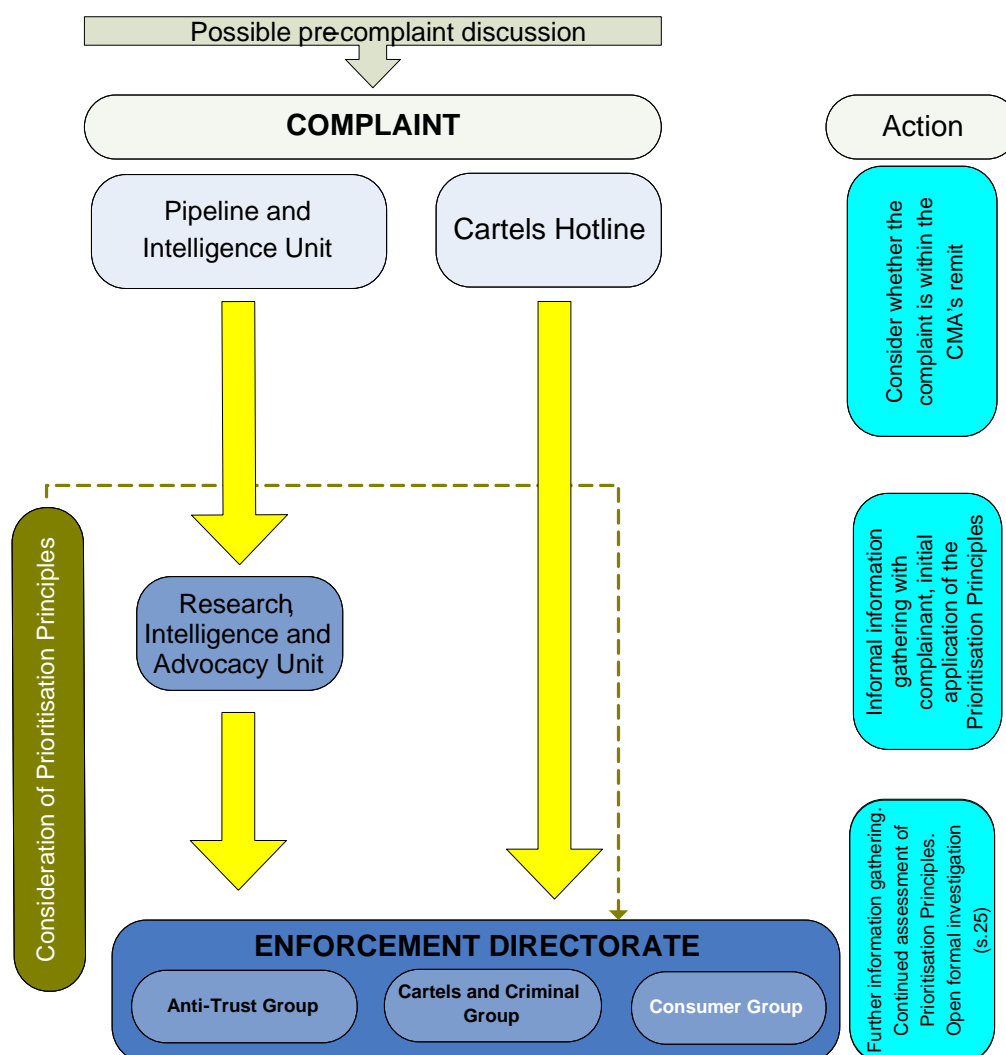 Possible pre-complaint discussion
COMPLAINT
Action
Pipeline and
Intelligence Unit
Cartels Hotline
Consider whether the
complaint is within the
CMA's remit
Consideration of Prioritisation Principles
Research,
Intelligence and
Advocacy Unit
Informal information
gathering with
complainant, initial
application of the
Prioritisation Principles
ENFORCEMENT DIRECTORATE
Anti-Trust Group
Cartels and Criminal
Group
Consumer Group
Further information gathering.
Continued assessment of
Prioritisation Principles.
Open formal investigation
(s.25)